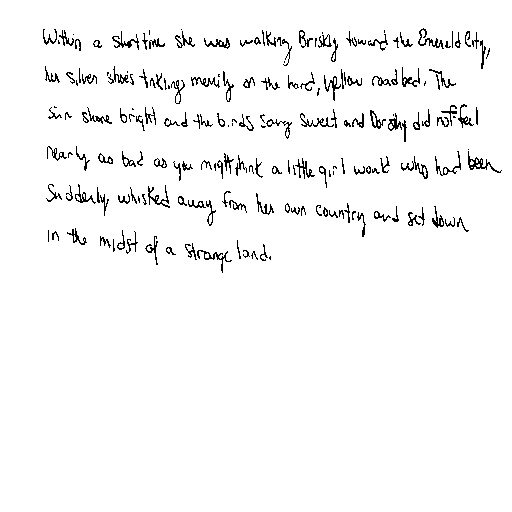 Within a short time she was walking Briskly toward the Emerald City,
her silver shoes tinklings merrily on the hard, yellow roadbed. The
sun shone bright and the birds sang sweet and Dorothy did not feel
nearly as bad as you might think a little girl would who had been
Suddenly whisked away from her own country and set down
in the midst of a strange land.